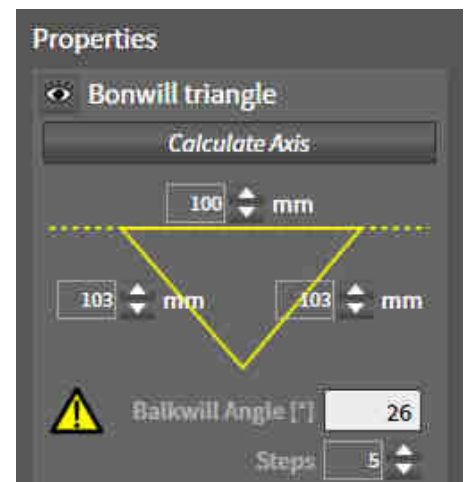 Properties
Bonwill triangle
Calculate Axis
100 mm
103 mm 103 mm
Balkwill Angle [°] 26
Steps 5